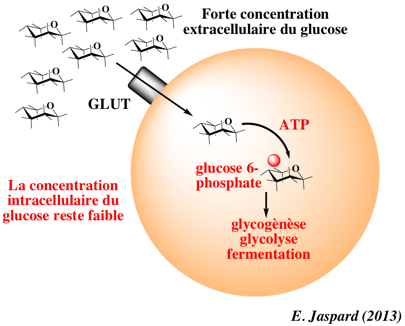 Forte concentration
extracellulaire du glucose
GLUT
O
O
O
O
O
O
O
O
O
ATP
glucose 6-
phosphate
La concentration
intracellulaire du
glucose reste faible
glycogènèse
glycolyse
fermentation
E. Jaspard (2013)